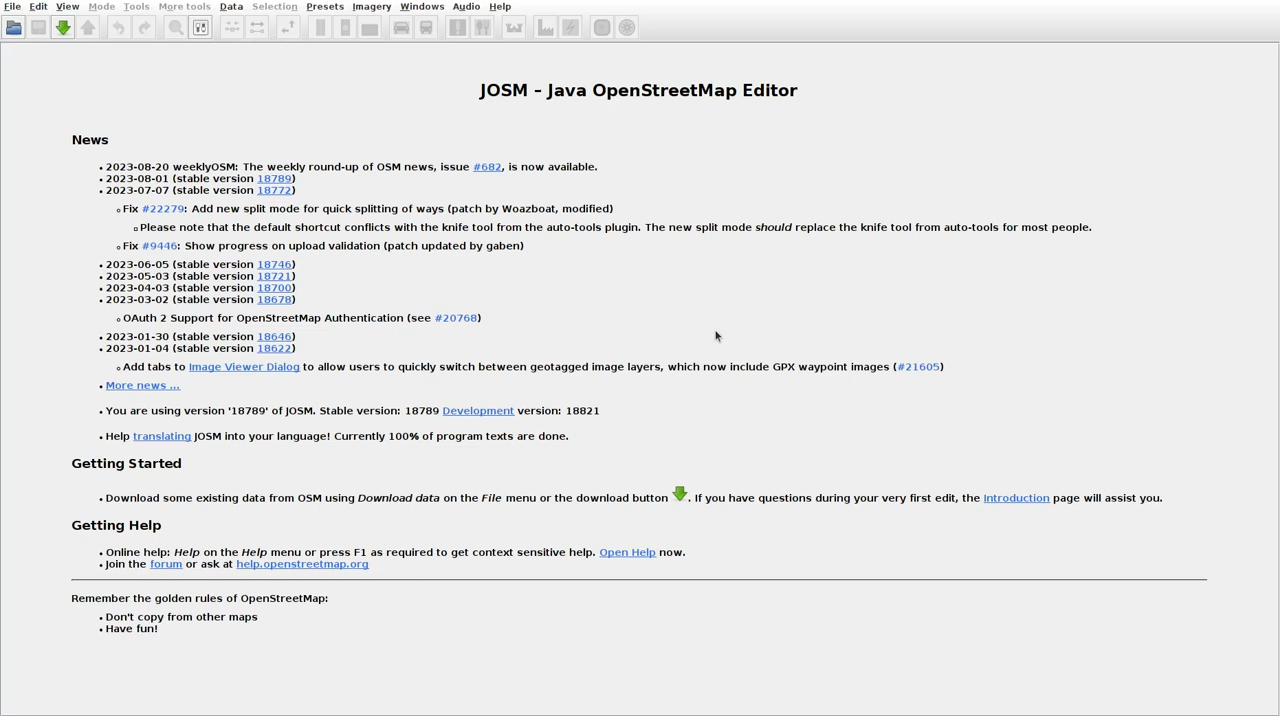 File Edit View Mode Tools More tools Data Selection Presets Imagery Windows Audio Help
JOSM – Java OpenStreetMap Editor
News
2023-08-20 weeklyOSM: The weekly round-up of OSM news, issue #682, is now available.
2023-08-01 (stable version 18789)
2023-07-07 (stable version 18772)
Fix #22279: Add new split mode for quick splitting of ways (patch by Woazboat, modified)
Please note that the default shortcut conflicts with the knife tool from the auto-tools plugin. The new split mode should replace the knife tool from auto-tools for most people.
Fix #9446: Show progress on upload validation (patch updated by gaben)
2023-06-05 (stable version 18746)
2023-05-03 (stable version 18721)
2023-04-03 (stable version 18700)
2023-03-02 (stable version 18678)
OAuth 2 Support for OpenStreetMap Authentication (see #20768)
2023-01-30 (stable version 18646)
2023-01-04 (stable version 18622)
Add tabs to Image Viewer Dialog to allow users to quickly switch between geotagged image layers, which now include GPX waypoint images (#21605)
More news ...
You are using version '18789' of JOSM. Stable version: 18789 Development version: 18821
Help translating JOSM into your language! Currently 100% of program texts are done.
Getting Started
Download some existing data from OSM using Download data on the File menu or the download button . If you have questions during your very first edit, the Introduction page will assist you.
Getting Help
Online help: Help on the Help menu or press F1 as required to get context sensitive help. Open Help now.
Join the forum or ask at help.openstreetmap.org
Remember the golden rules of OpenStreetMap:
Don't copy from other maps
Have fun!